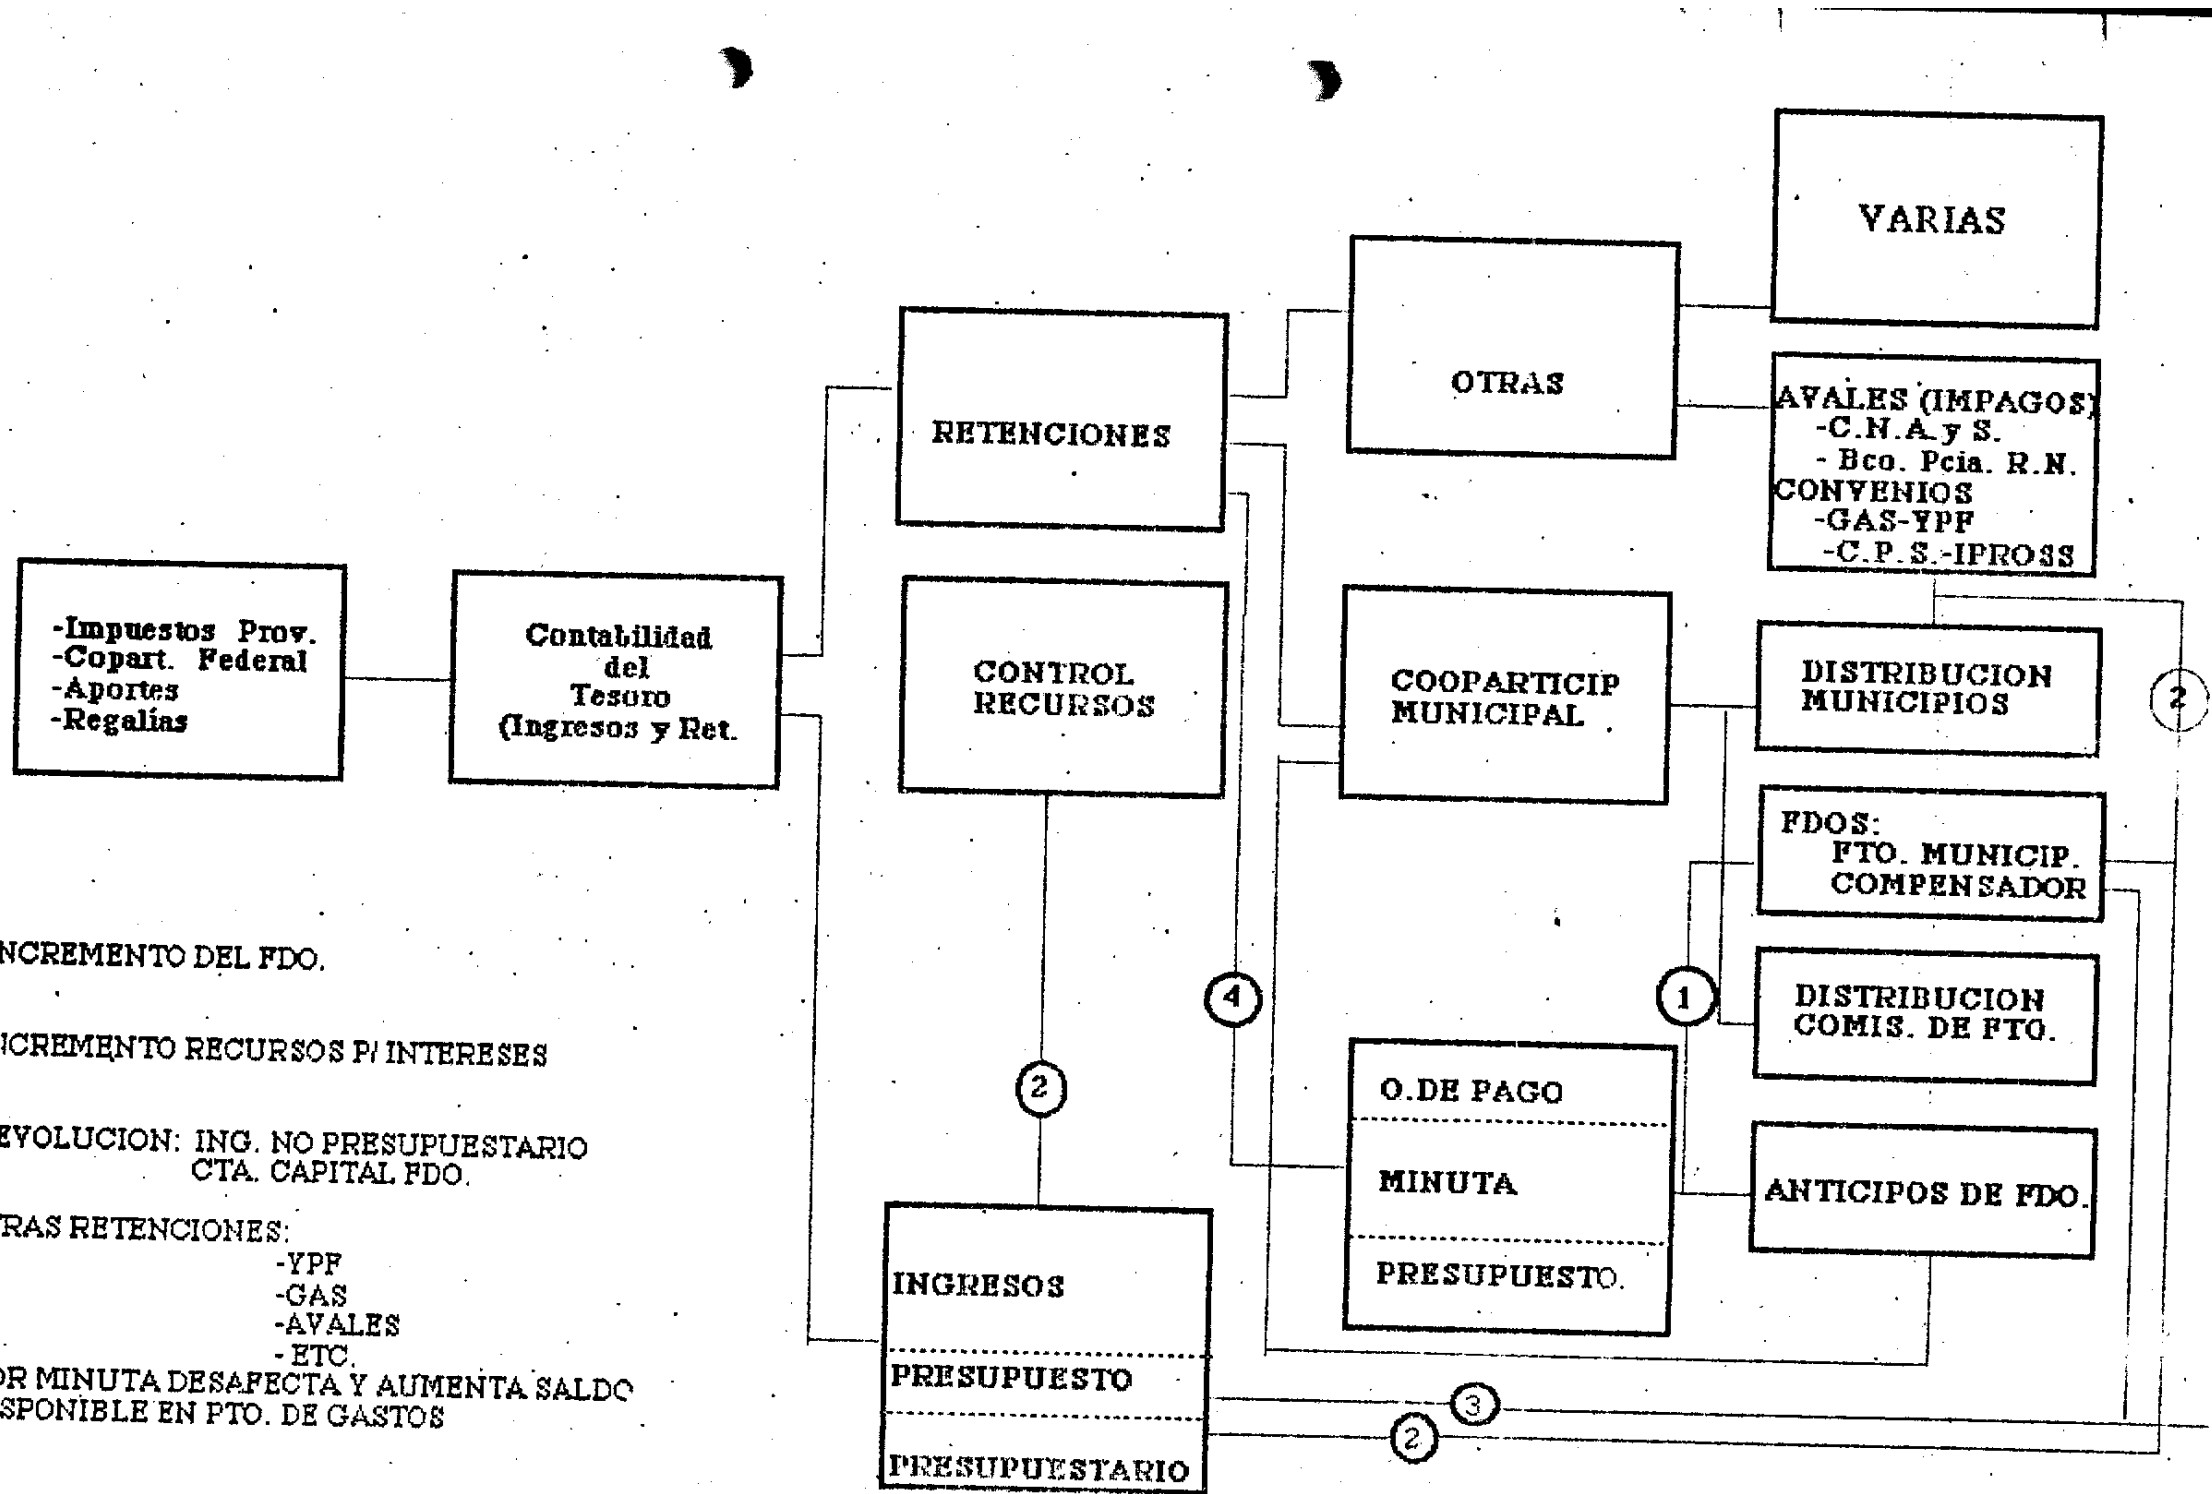 VARIAS
OTRAS
AVALES (IMPAGOS)
-C.N.A. y S.
- Bco. Pcia. R.N.
CONVENIOS
-GAS-YPF
-C.P.S.-IPROSS
RETENCIONES
-Impuestos Prov.
-Copart. Federal
-Aportes
-Regalías
Contabilidad
del
Tesoro
(Ingresos y Ret.
CONTROL
RECURSOS
COOPARTICIP
MUNICIPAL
DISTRIBUCION
MUNICIPIOS
2
FDOS:
FTO. MUNICIP.
COMPENSADOR
NCREMENTO DEL FDO.
4
1
DISTRIBUCION
COMIS. DE FTO.
NCREMENTO RECURSOS P/ INTERESES
2
O.DE PAGO
MINUTA
PRESUPUESTO.
ANTICIPOS DE FDO.
EVOLUCION: ING. NO PRESUPUESTARIO
CTA. CAPITAL FDO.
TRAS RETENCIONES:
-YPF
-GAS
-AVALES
- ETC.
OR MINUTA DESAFECTA Y AUMENTA SALDO
SPONIBLE EN PTO. DE GASTOS
INGRESOS
PRESUPUESTO
PRESUPUESTARIO
3
2